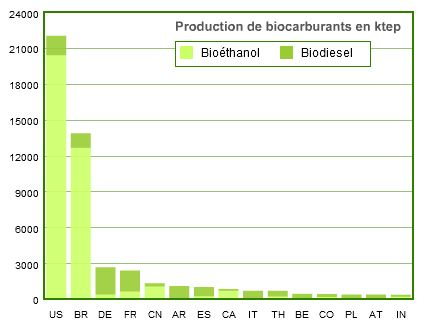 Production de biocarburants en ktep
Bioéthanol
Biodiesel
24000
21000
18000
15000
12000
9000
6000
3000
0
US BR DE FR CN AR ES CA IT TH BE CO PL AT IN